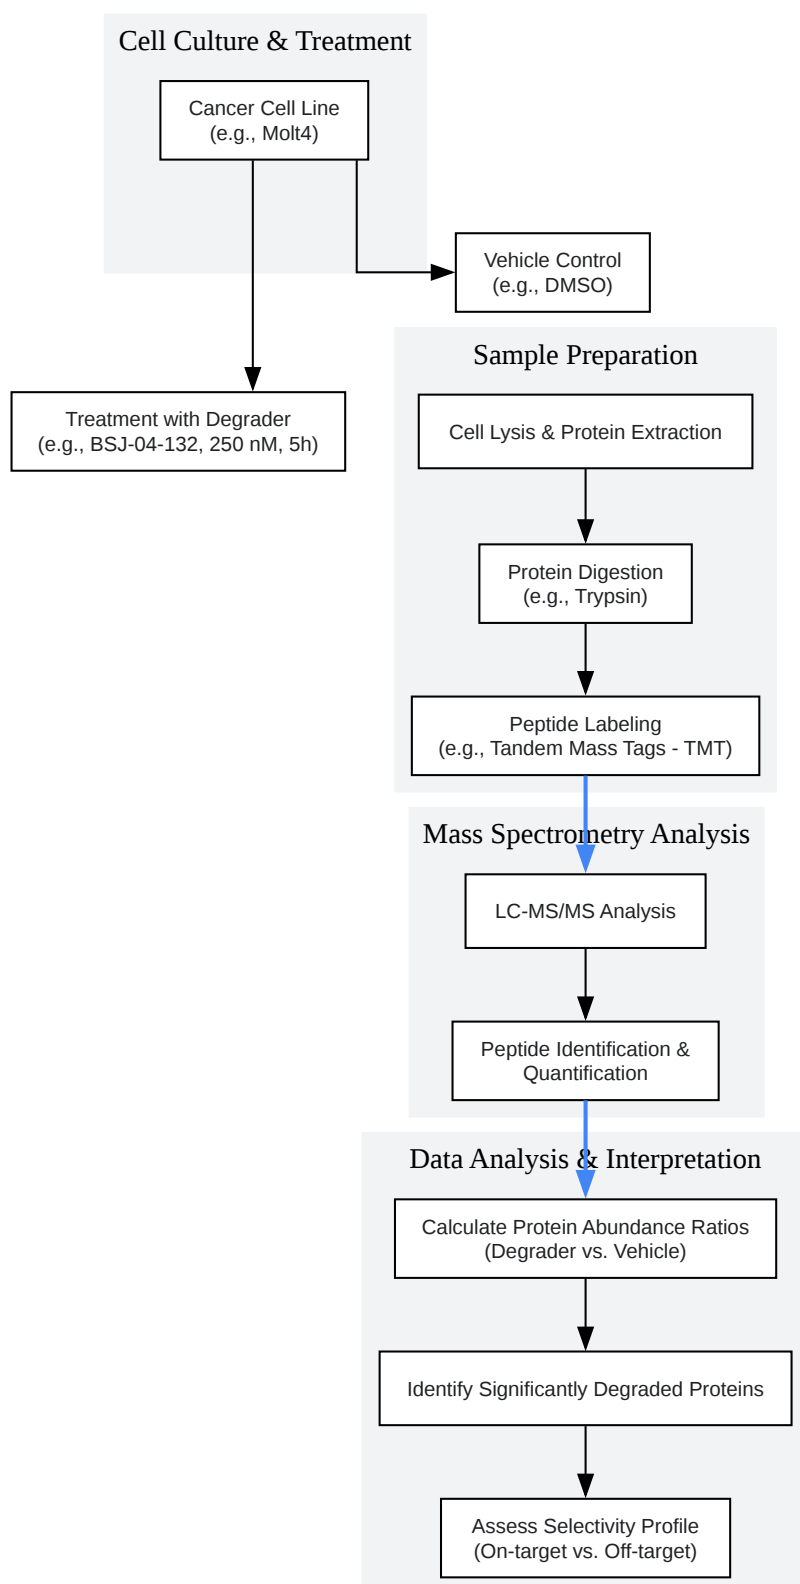 Cell Culture & Treatment
Cancer Cell Line
(e.g., Molt4)
Vehicle Control
(e.g., DMSO)
Sample Preparation
Treatment with Degrader
(e.g., BSJ-04-132, 250 nM, 5h)
Cell Lysis & Protein Extraction
Protein Digestion
(e.g., Trypsin)
Peptide Labeling
(e.g., Tandem Mass Tags - TMT)
Mass Spectrometry Analysis
LC-MS/MS Analysis
Peptide Identification &
Quantification
Data Analysis & Interpretation
Calculate Protein Abundance Ratios
(Degrader vs. Vehicle)
Identify Significantly Degraded Proteins
Assess Selectivity Profile
(On-target vs. Off-target)